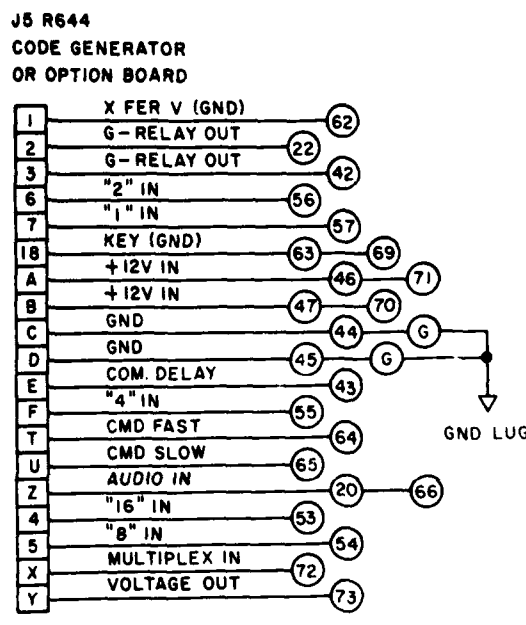 J5 R644
CODE GENERATOR
OR OPTION BOARD
1 X FER V (GND) 62
2 G-RELAY OUT 22
3 G-RELAY OUT 42
6 "2" IN 56
7 "1" IN 57
18 KEY (GND) 63 69
A +12V IN 46 71
B +12V IN 47 70
C GND 44 G
D GND 45 G
E COM. DELAY 43
F "4" IN 55
T CMD FAST 64
U CMD SLOW 65
Z AUDIO IN 20 66
4 "16" IN 53
5 "8" IN 54
X MULTIPLEX IN 72
Y VOLTAGE OUT 73
GND LUG